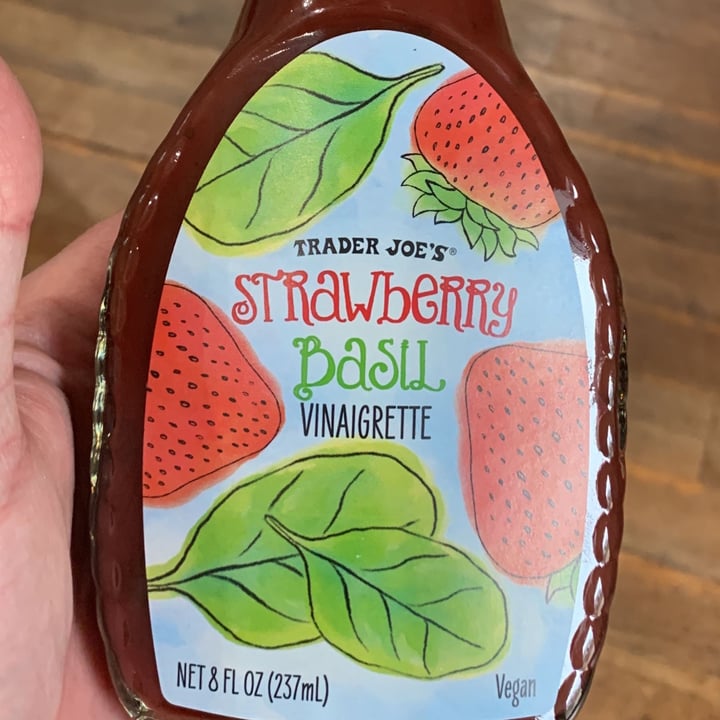 TRADER JOE'S®
STRAWBERRY
BASIL
VINAIGRETTE
NET 8 FL OZ (237mL)
Vegan